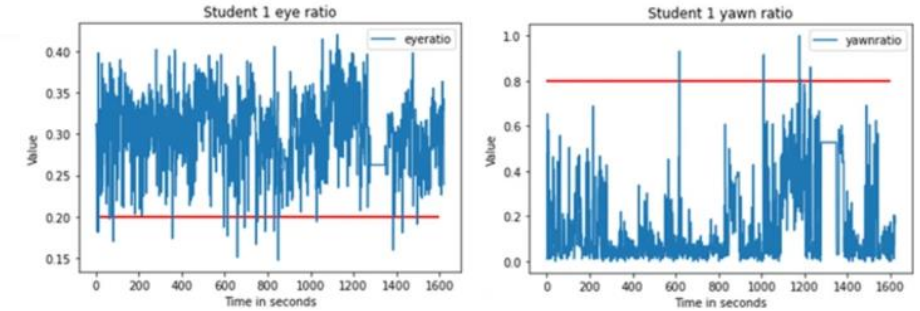 Student 1 eye ratio
eyeratio
0.40
0.35
0.30
0.25
0.20
0.15
Value
0 200 400 600 800 1000 1200 1400 1600
Time in seconds
Student 1 yawn ratio
yawnratio
1.0
0.8
0.6
0.4
0.2
0.0
Value
0 200 400 600 800 1000 1200 1400 1600
Time in seconds